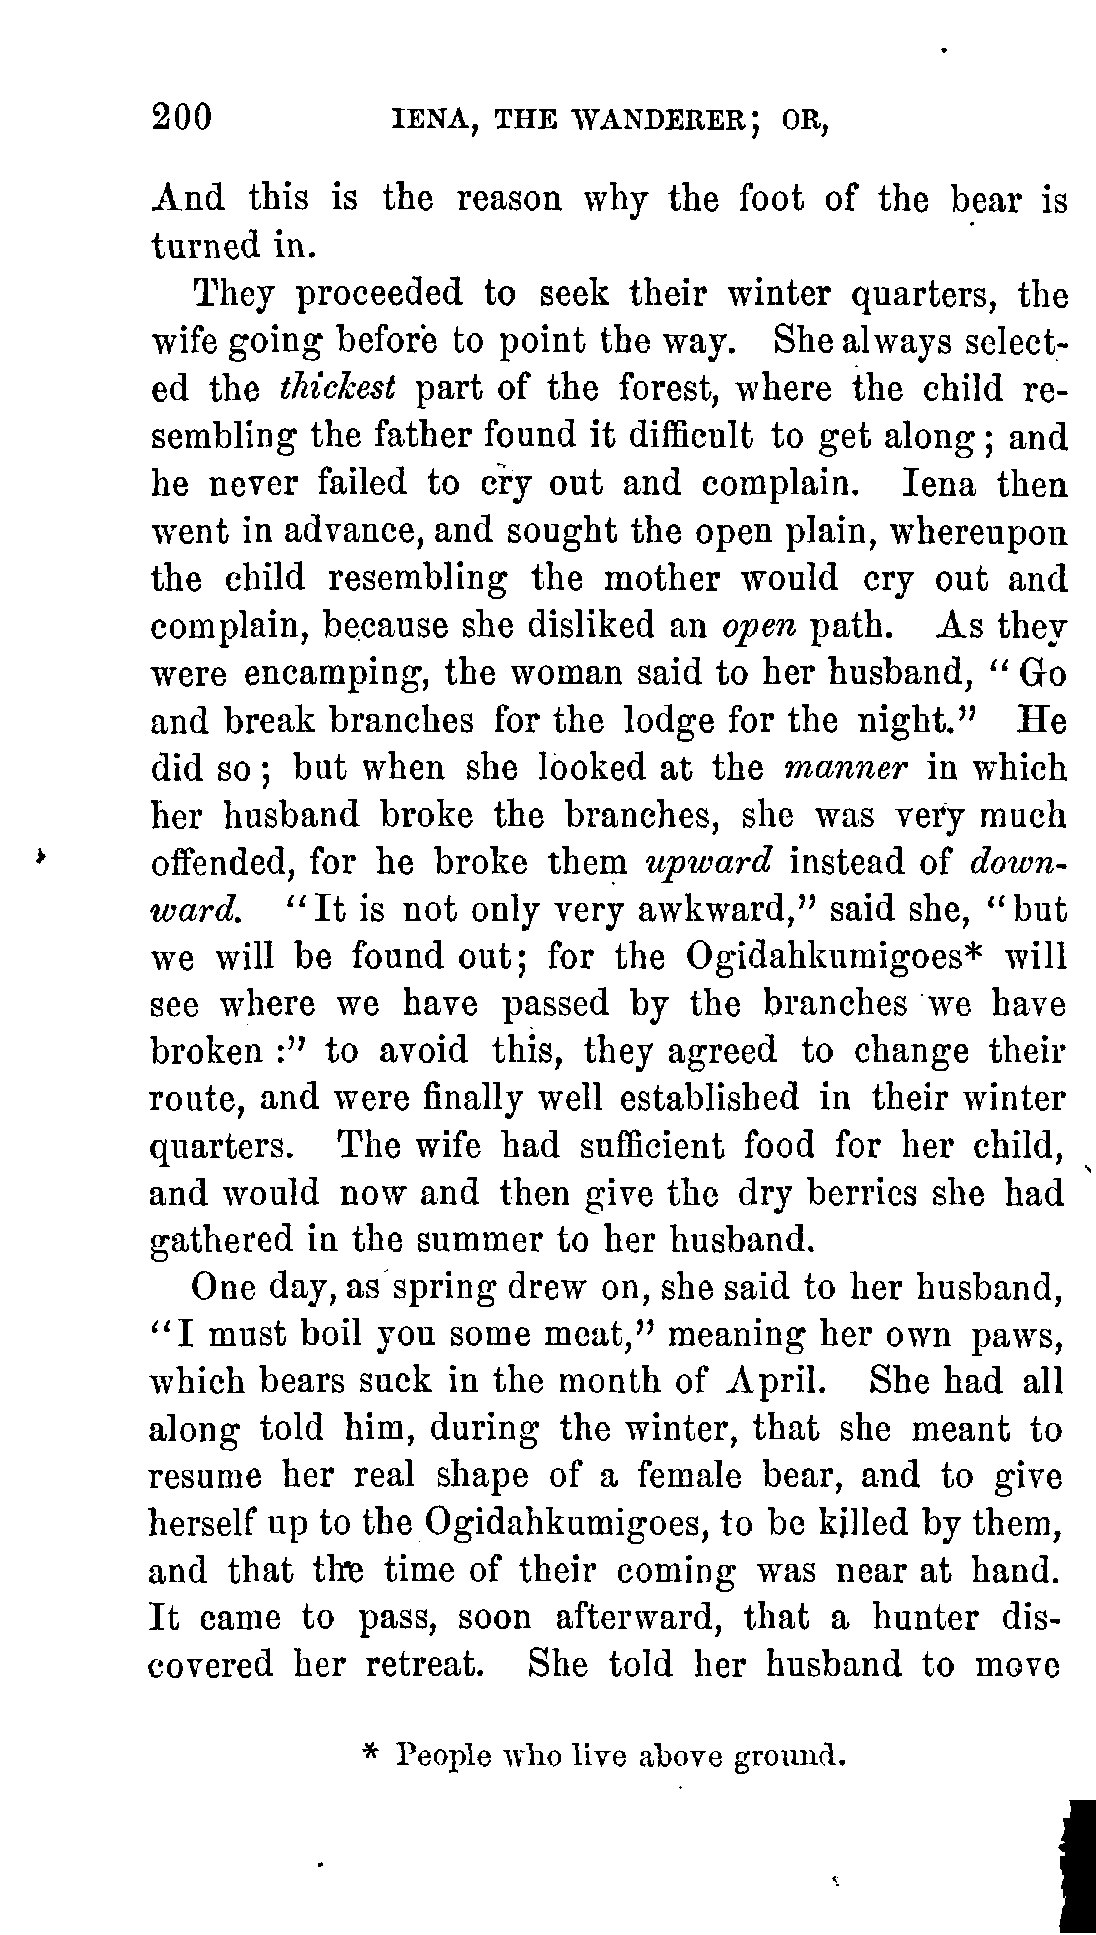 200 IENA, THE WANDERER; OR,
And this is the reason why the foot of the bear is
turned in.
They proceeded to seek their winter quarters, the
wife going before to point the way. She always select-
ed the thickest part of the forest, where the child re-
sembling the father found it difficult to get along; and
he never failed to cry out and complain. Iena then
went in advance, and sought the open plain, whereupon
the child resembling the mother would cry out and
complain, because she disliked an open path. As they
were encamping, the woman said to her husband, "Go
and break branches for the lodge for the night." He
did so; but when she looked at the manner in which
her husband broke the branches, she was very much
offended, for he broke them upward instead of down-
ward. "It is not only very awkward," said she, "but
we will be found out; for the Ogidahkumigoes* will
see where we have passed by the branches we have
broken:" to avoid this, they agreed to change their
route, and were finally well established in their winter
quarters. The wife had sufficient food for her child,
and would now and then give the dry berries she had
gathered in the summer to her husband.
One day, as spring drew on, she said to her husband,
"I must boil you some meat," meaning her own paws,
which bears suck in the month of April. She had all
along told him, during the winter, that she meant to
resume her real shape of a female bear, and to give
herself up to the Ogidahkumigoes, to be killed by them,
and that the time of their coming was near at hand.
It came to pass, soon afterward, that a hunter dis-
covered her retreat. She told her husband to move
* People who live above ground.